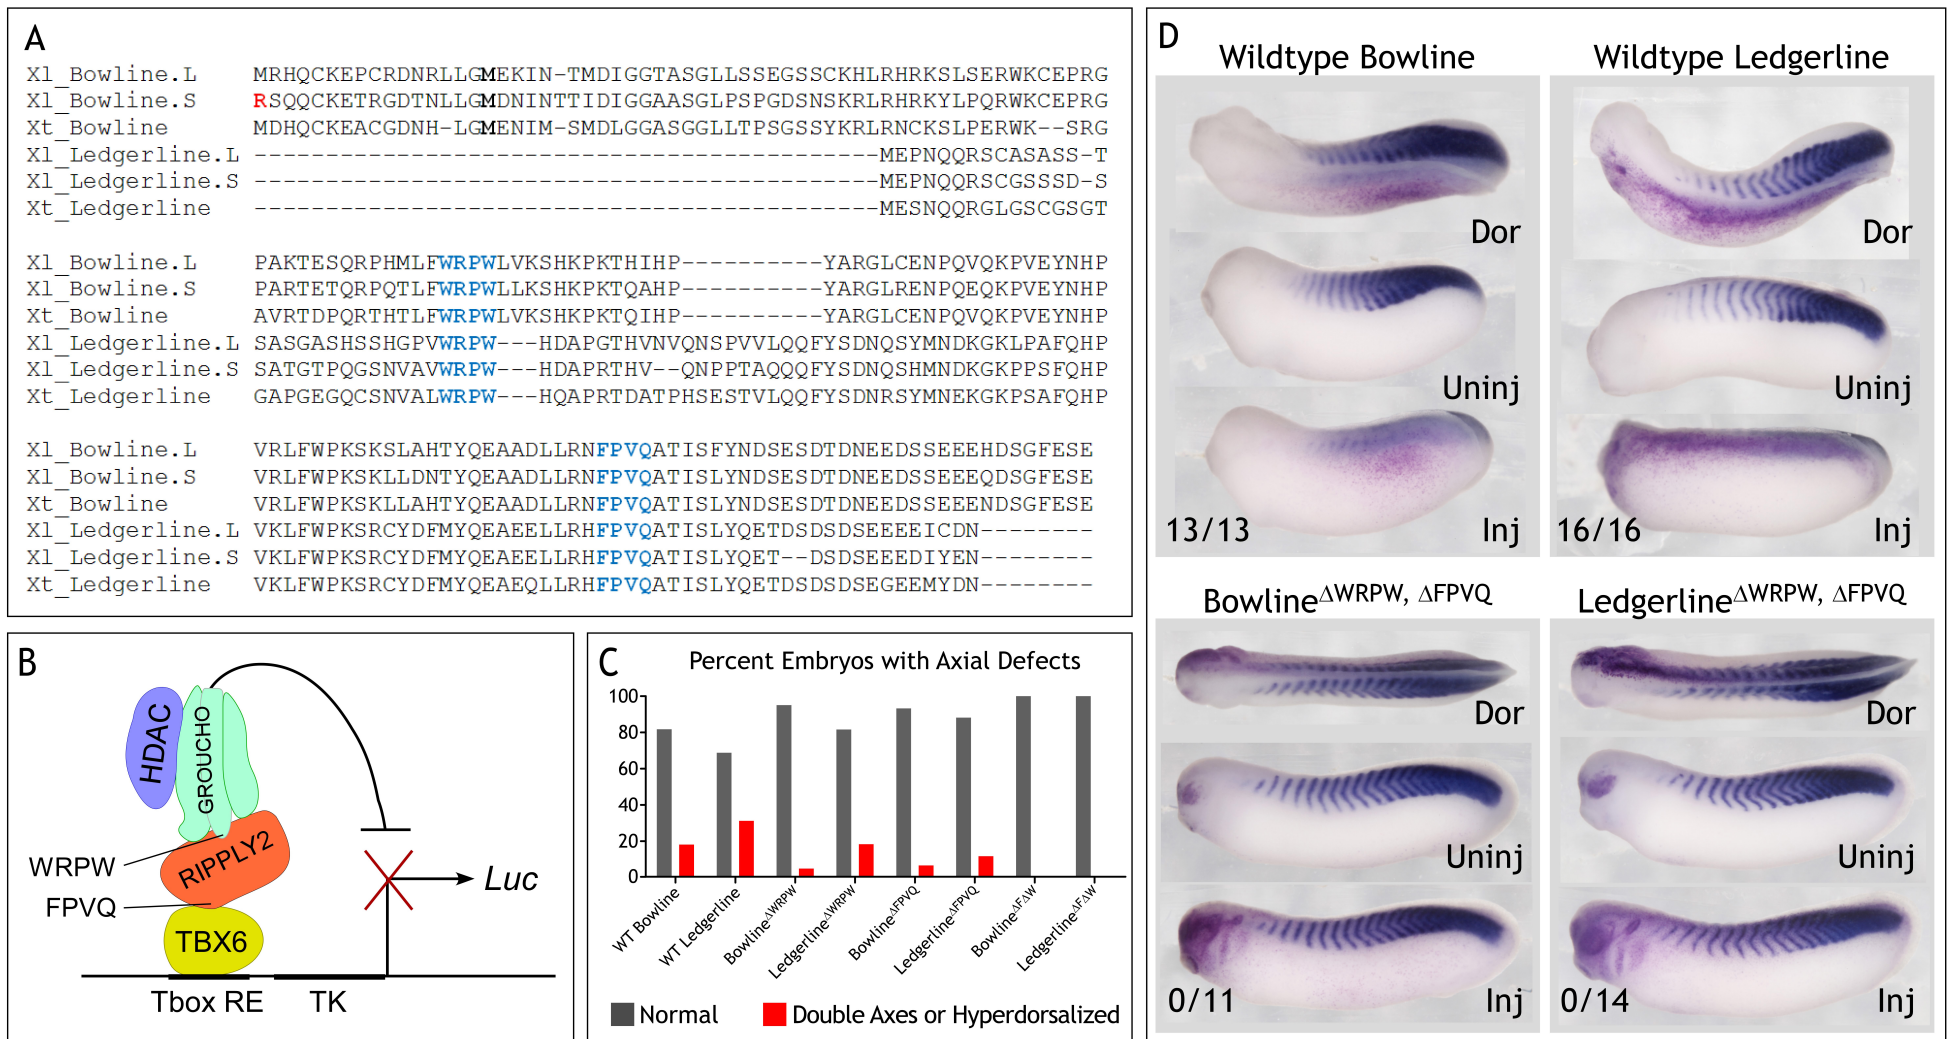 A
Xl_Bowline.L MRHQCKEPCRDNRLLGMEKIN-TMDIGGTASGLLSSEGSSCKHLRHRKSLSERWKCEPRG
Xl_Bowline.S RSQQCKETRGDTNLLGMDNINTTIDIGGAASGLPSPGDSNSKRLRHRKYLPQRWKCEPRG
Xt_Bowline MDHQCKEACGDNH-LGMENIM-SMDLGGASGGLLTPSGSSYKRLRNCKSLPERWK--SRG
Xl_Ledgerline.L --------------------------------------------MEPNQQRSCASASS-T
Xl_Ledgerline.S --------------------------------------------MEPNQQRSCGSSSD-S
Xt_Ledgerline --------------------------------------------MESNQQRGLGSCGSGT
Xl_Bowline.L PAKTESQRPHMLFWRPWLVKSHKPKTHIHP----------YARGLCENPQVQKPVEYNHP
Xl_Bowline.S PARTETQRPQTLFWRPWLLKSHKPKTQAHP----------YARGLRENPQEQKPVEYNHP
Xt_Bowline AVRTDPQRTHTLFWRPWLVKSHKPKTQIHP----------YARGLCENPQVQKPVEYNHP
Xl_Ledgerline.L SASGASHSSHGPVWRPW---HDAPGTHVNVQNSPVVLQQFYSDNQSYMNDKGKLPAFQHP
Xl_Ledgerline.S SATGTPQGSNVAVWRPW---HDAPRTHV--QNPPTAQQQFYSDNQSHMNDKGKPPSFQHP
Xt_Ledgerline GAPGEGQCSNVALWRPW---HQAPRTDATPHSESTVLQQFYSDNRSYMNEKGKPSAFQHP
Xl_Bowline.L VRLFWPKSKSLAHTYQEAADLLRNFPVQATISFYNDSESDTDNEEDSSEEEHDSGFESE
Xl_Bowline.S VRLFWPKSKLLDNTYQEAADLLRNFPVQATISLYNDSESDTDNEEDSSEEEQDSGFESE
Xt_Bowline VRLFWPKSKLLAHTYQEAADLLRNFPVQATISLYNDSESDTDNEEDSSEEENDSGFESE
Xl_Ledgerline.L VKLFWPKSRCYDFMYQEAEELLRHFPVQATISLYQETDSDSDSEEEEICDN--------
Xl_Ledgerline.S VKLFWPKSRCYDFMYQEAEELLRHFPVQATISLYQET--DSDSEEEDIYEN--------
Xt_Ledgerline VKLFWPKSRCYDFMYQEAEQLLRHFPVQATISLYQETDSDSDSEGEEMYDN--------
B
HDAC
GROUCHO
WRPW
RIPPLY2
FPVQ
TBX6
Luc
Tbox RE TK
C Percent Embryos with Axial Defects
100
80
60
40
20
0
WT Bowline
WT Ledgerline
BowlineΔWRPW
LedgerlineΔWRPW
BowlineΔFPVQ
LedgerlineΔFPVQ
BowlineΔFΔW
LedgerlineΔFΔW
Normal Double Axes or Hyperdorsalized
D
Wildtype Bowline
Dor
Uninj
13/13 Inj
Wildtype Ledgerline
Dor
Uninj
16/16 Inj
BowlineΔWRPW, ΔFPVQ
Dor
Uninj
0/11 Inj
LedgerlineΔWRPW, ΔFPVQ
Dor
Uninj
0/14 Inj